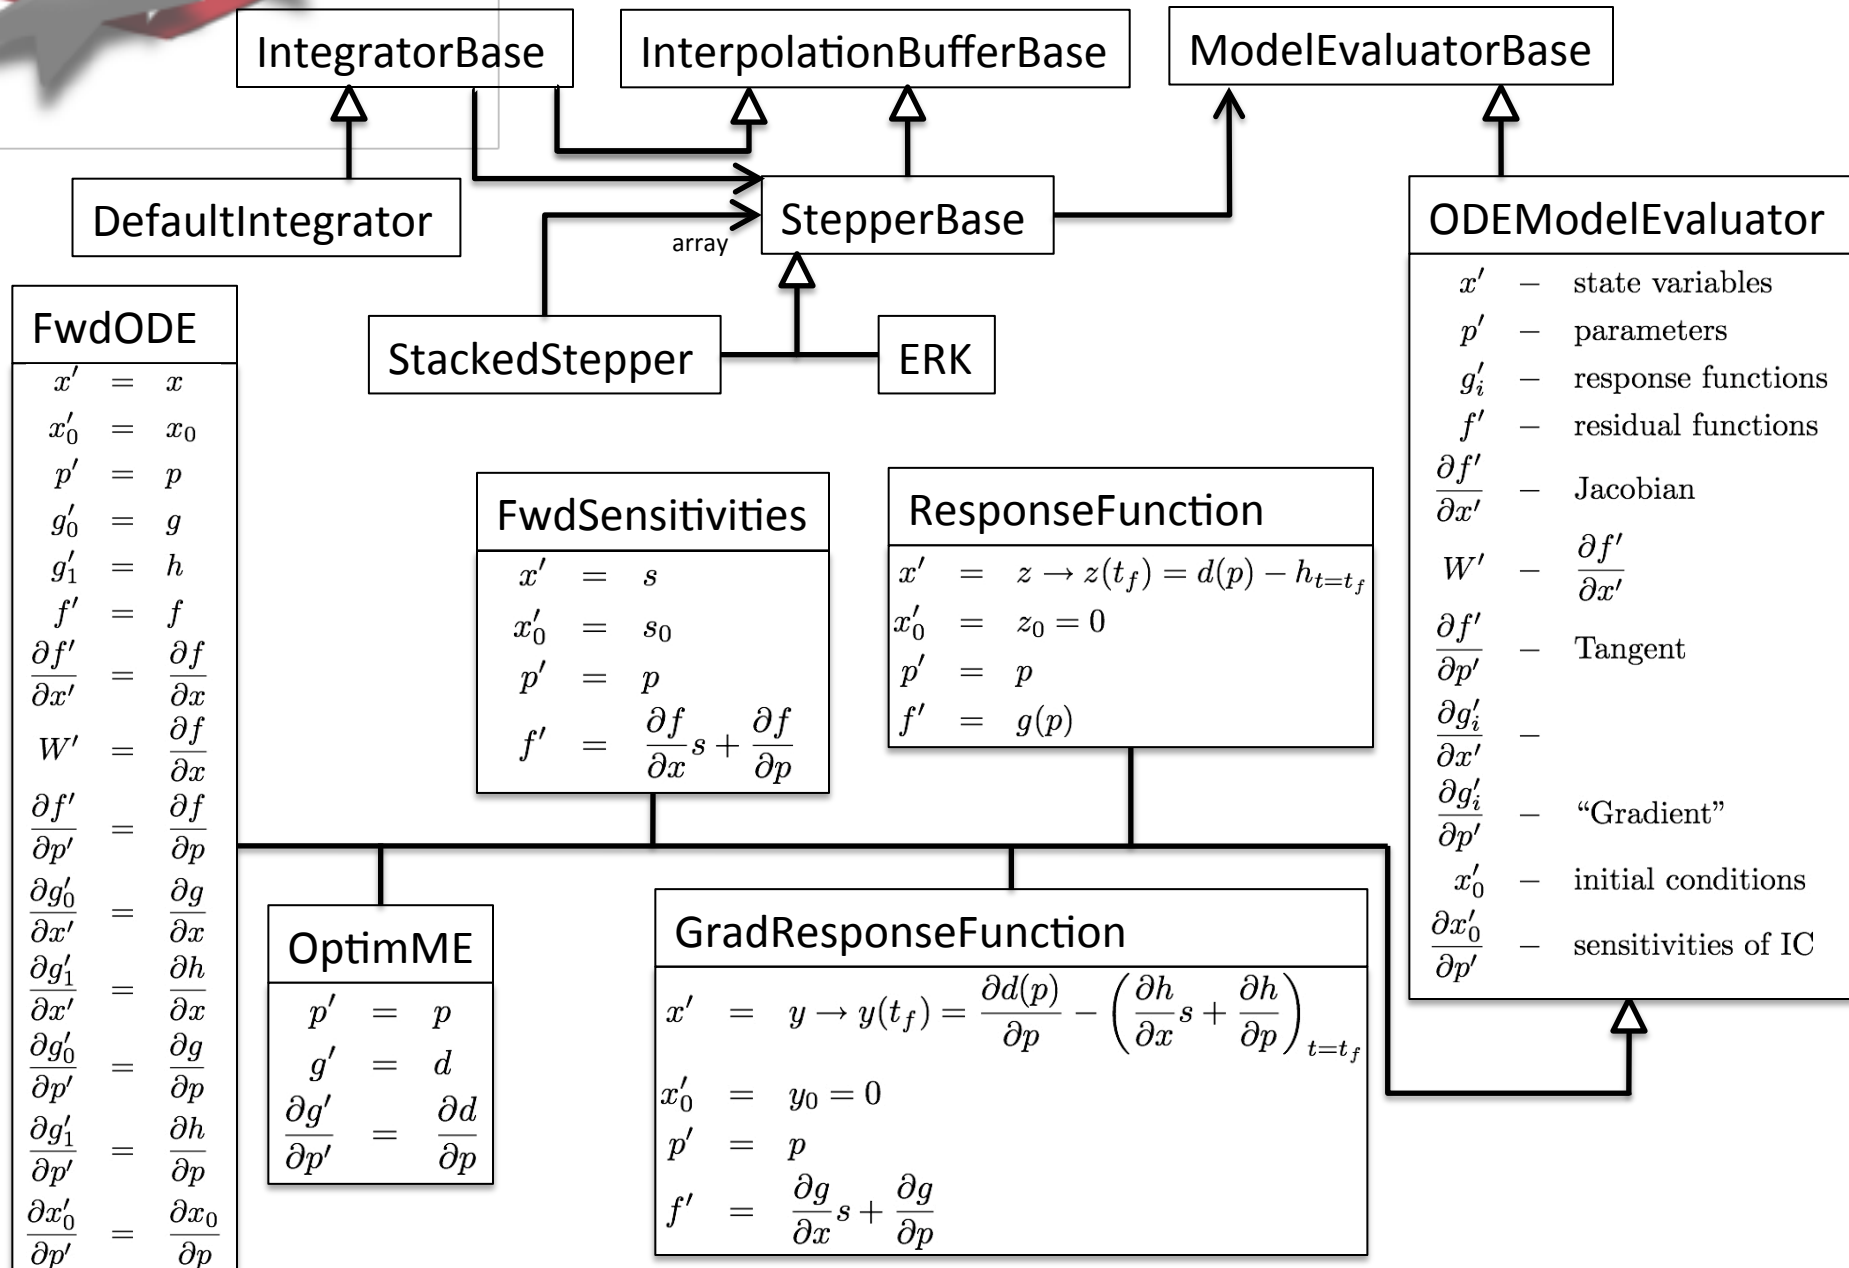 IntegratorBase
InterpolationBufferBase
ModelEvaluatorBase
DefaultIntegrator
array
StepperBase
StackedStepper
ERK
ODEModelEvaluator
x′ – state variables
p′ – parameters
g′_i – response functions
f′ – residual functions
∂f′/∂x′ – Jacobian
W′ – ∂f′/∂x′
∂f′/∂p′ – Tangent
∂g′_i/∂x′ –
∂g′_i/∂p′ – “Gradient”
x′_0 – initial conditions
∂x′_0/∂p′ – sensitivities of IC
FwdODE
x′ = x
x′_0 = x_0
p′ = p
g′_0 = g
g′_1 = h
f′ = f
∂f′/∂x′ = ∂f/∂x
W′ = ∂f/∂x
∂f′/∂p′ = ∂f/∂p
∂g′_0/∂x′ = ∂g/∂x
∂g′_1/∂x′ = ∂h/∂x
∂g′_0/∂p′ = ∂g/∂p
∂g′_1/∂p′ = ∂h/∂p
∂x′_0/∂p′ = ∂x_0/∂p
FwdSensitivities
x′ = s
x′_0 = s_0
p′ = p
f′ = ∂f/∂x s + ∂f/∂p
ResponseFunction
x′ = z → z(t_f) = d(p) − h_{t=t_f}
x′_0 = z_0 = 0
p′ = p
f′ = g(p)
OptimME
p′ = p
g′ = d
∂g′/∂p′ = ∂d/∂p
GradResponseFunction
x′ = y → y(t_f) = ∂d(p)/∂p − (∂h/∂x s + ∂h/∂p)_{t=t_f}
x′_0 = y_0 = 0
p′ = p
f′ = ∂g/∂x s + ∂g/∂p